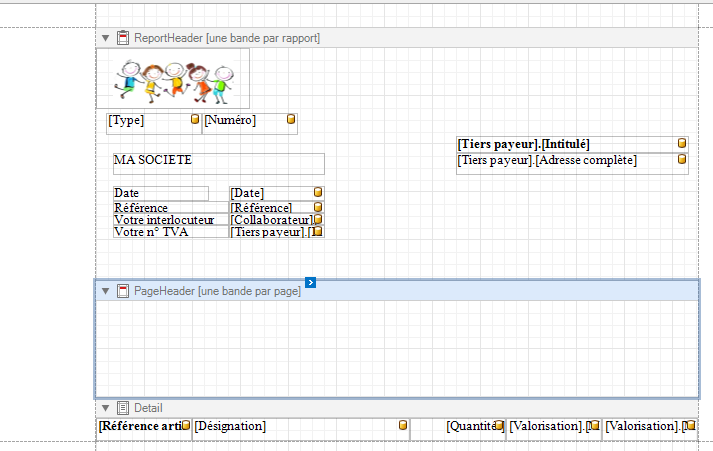 ReportHeader [une bande par rapport]
[Type] [Numéro]
[Tiers payeur].[Intitulé]
MA SOCIETE [Tiers payeur].[Adresse complète]
Date [Date]
Référence [Référence]
Votre interlocuteur [Collaborateur]
Votre n° TVA [Tiers payeur].[
PageHeader [une bande par page]
Detail
[Référence arti [Désignation] [Quantité] [Valorisation].[ [Valorisation].[